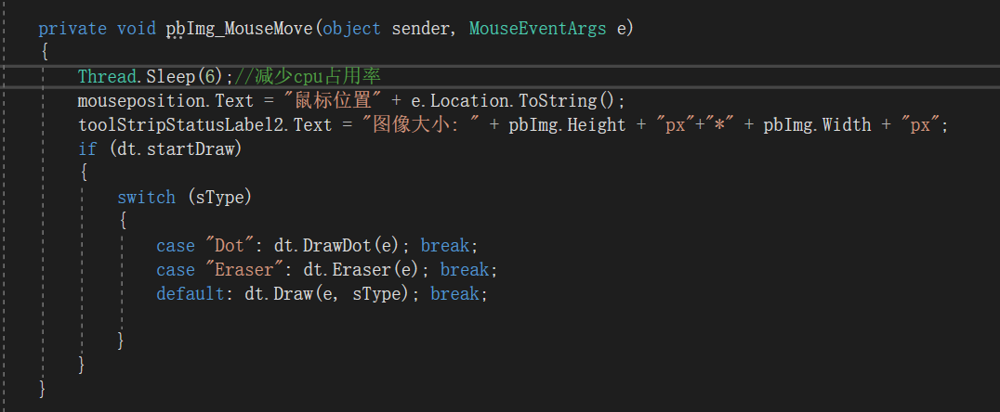 private void pbImg_MouseMove(object sender, MouseEventArgs e)
{
Thread.Sleep(6);//减少cpu占用率
mouseposition.Text = "鼠标位置" + e.Location.ToString();
toolStripStatusLabel2.Text = "图像大小: " + pbImg.Height + "px"+"*" + pbImg.Width + "px";
if (dt.startDraw)
{
switch (sType)
{
case "Dot": dt.DrawDot(e); break;
case "Eraser": dt.Eraser(e); break;
default: dt.Draw(e, sType); break;
}
}
}